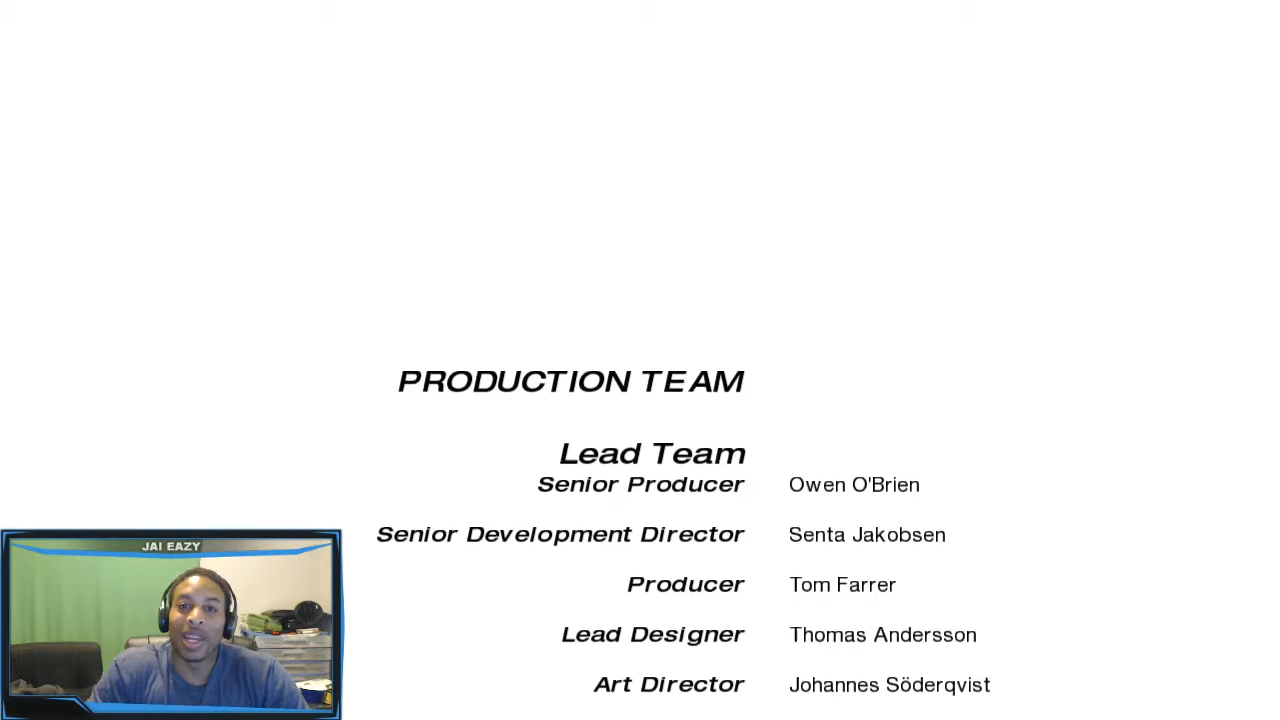 PRODUCTION TEAM
Lead Team
Senior Producer Owen O'Brien
Senior Development Director Senta Jakobsen
Producer Tom Farrer
Lead Designer Thomas Andersson
Art Director Johannes Söderqvist
JAI EAZY